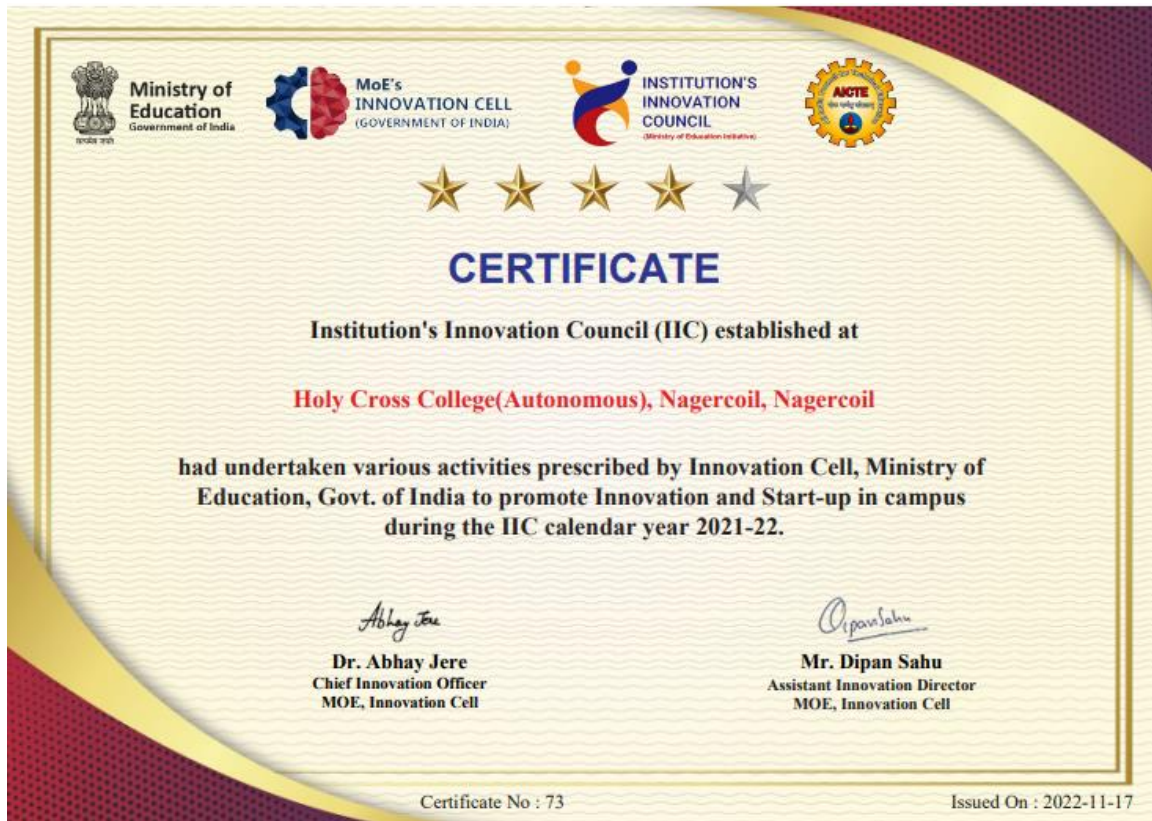 Ministry of
Education
Government of India
सत्यमेव जयते
MoE's
INNOVATION CELL
(GOVERNMENT OF INDIA)
INSTITUTION'S
INNOVATION
COUNCIL
(Ministry of Education Initiative)
AICTE
CERTIFICATE
Institution's Innovation Council (IIC) established at
Holy Cross College(Autonomous), Nagercoil, Nagercoil
had undertaken various activities prescribed by Innovation Cell, Ministry of
Education, Govt. of India to promote Innovation and Start-up in campus
during the IIC calendar year 2021-22.
Abhay Jere
DipanSahu
Dr. Abhay Jere
Chief Innovation Officer
MOE, Innovation Cell
Mr. Dipan Sahu
Assistant Innovation Director
MOE, Innovation Cell
Certificate No : 73
Issued On : 2022-11-17